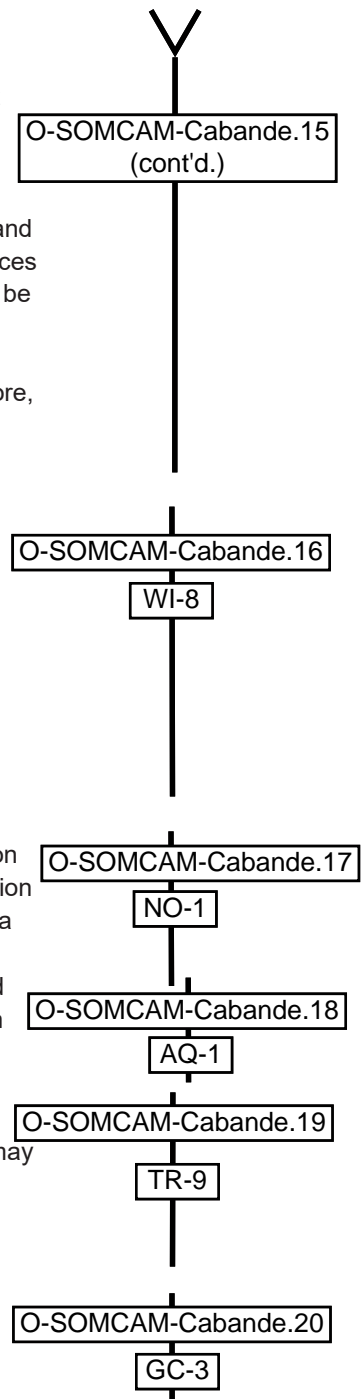 O-SOMCAM-Cabande.15
(cont'd.)
and
ces
be
ore,
O-SOMCAM-Cabande.16
WI-8
on
O-SOMCAM-Cabande.17
tion
NO-1
a
d
O-SOMCAM-Cabande.18
n
AQ-1
O-SOMCAM-Cabande.19
may
TR-9
O-SOMCAM-Cabande.20
GC-3